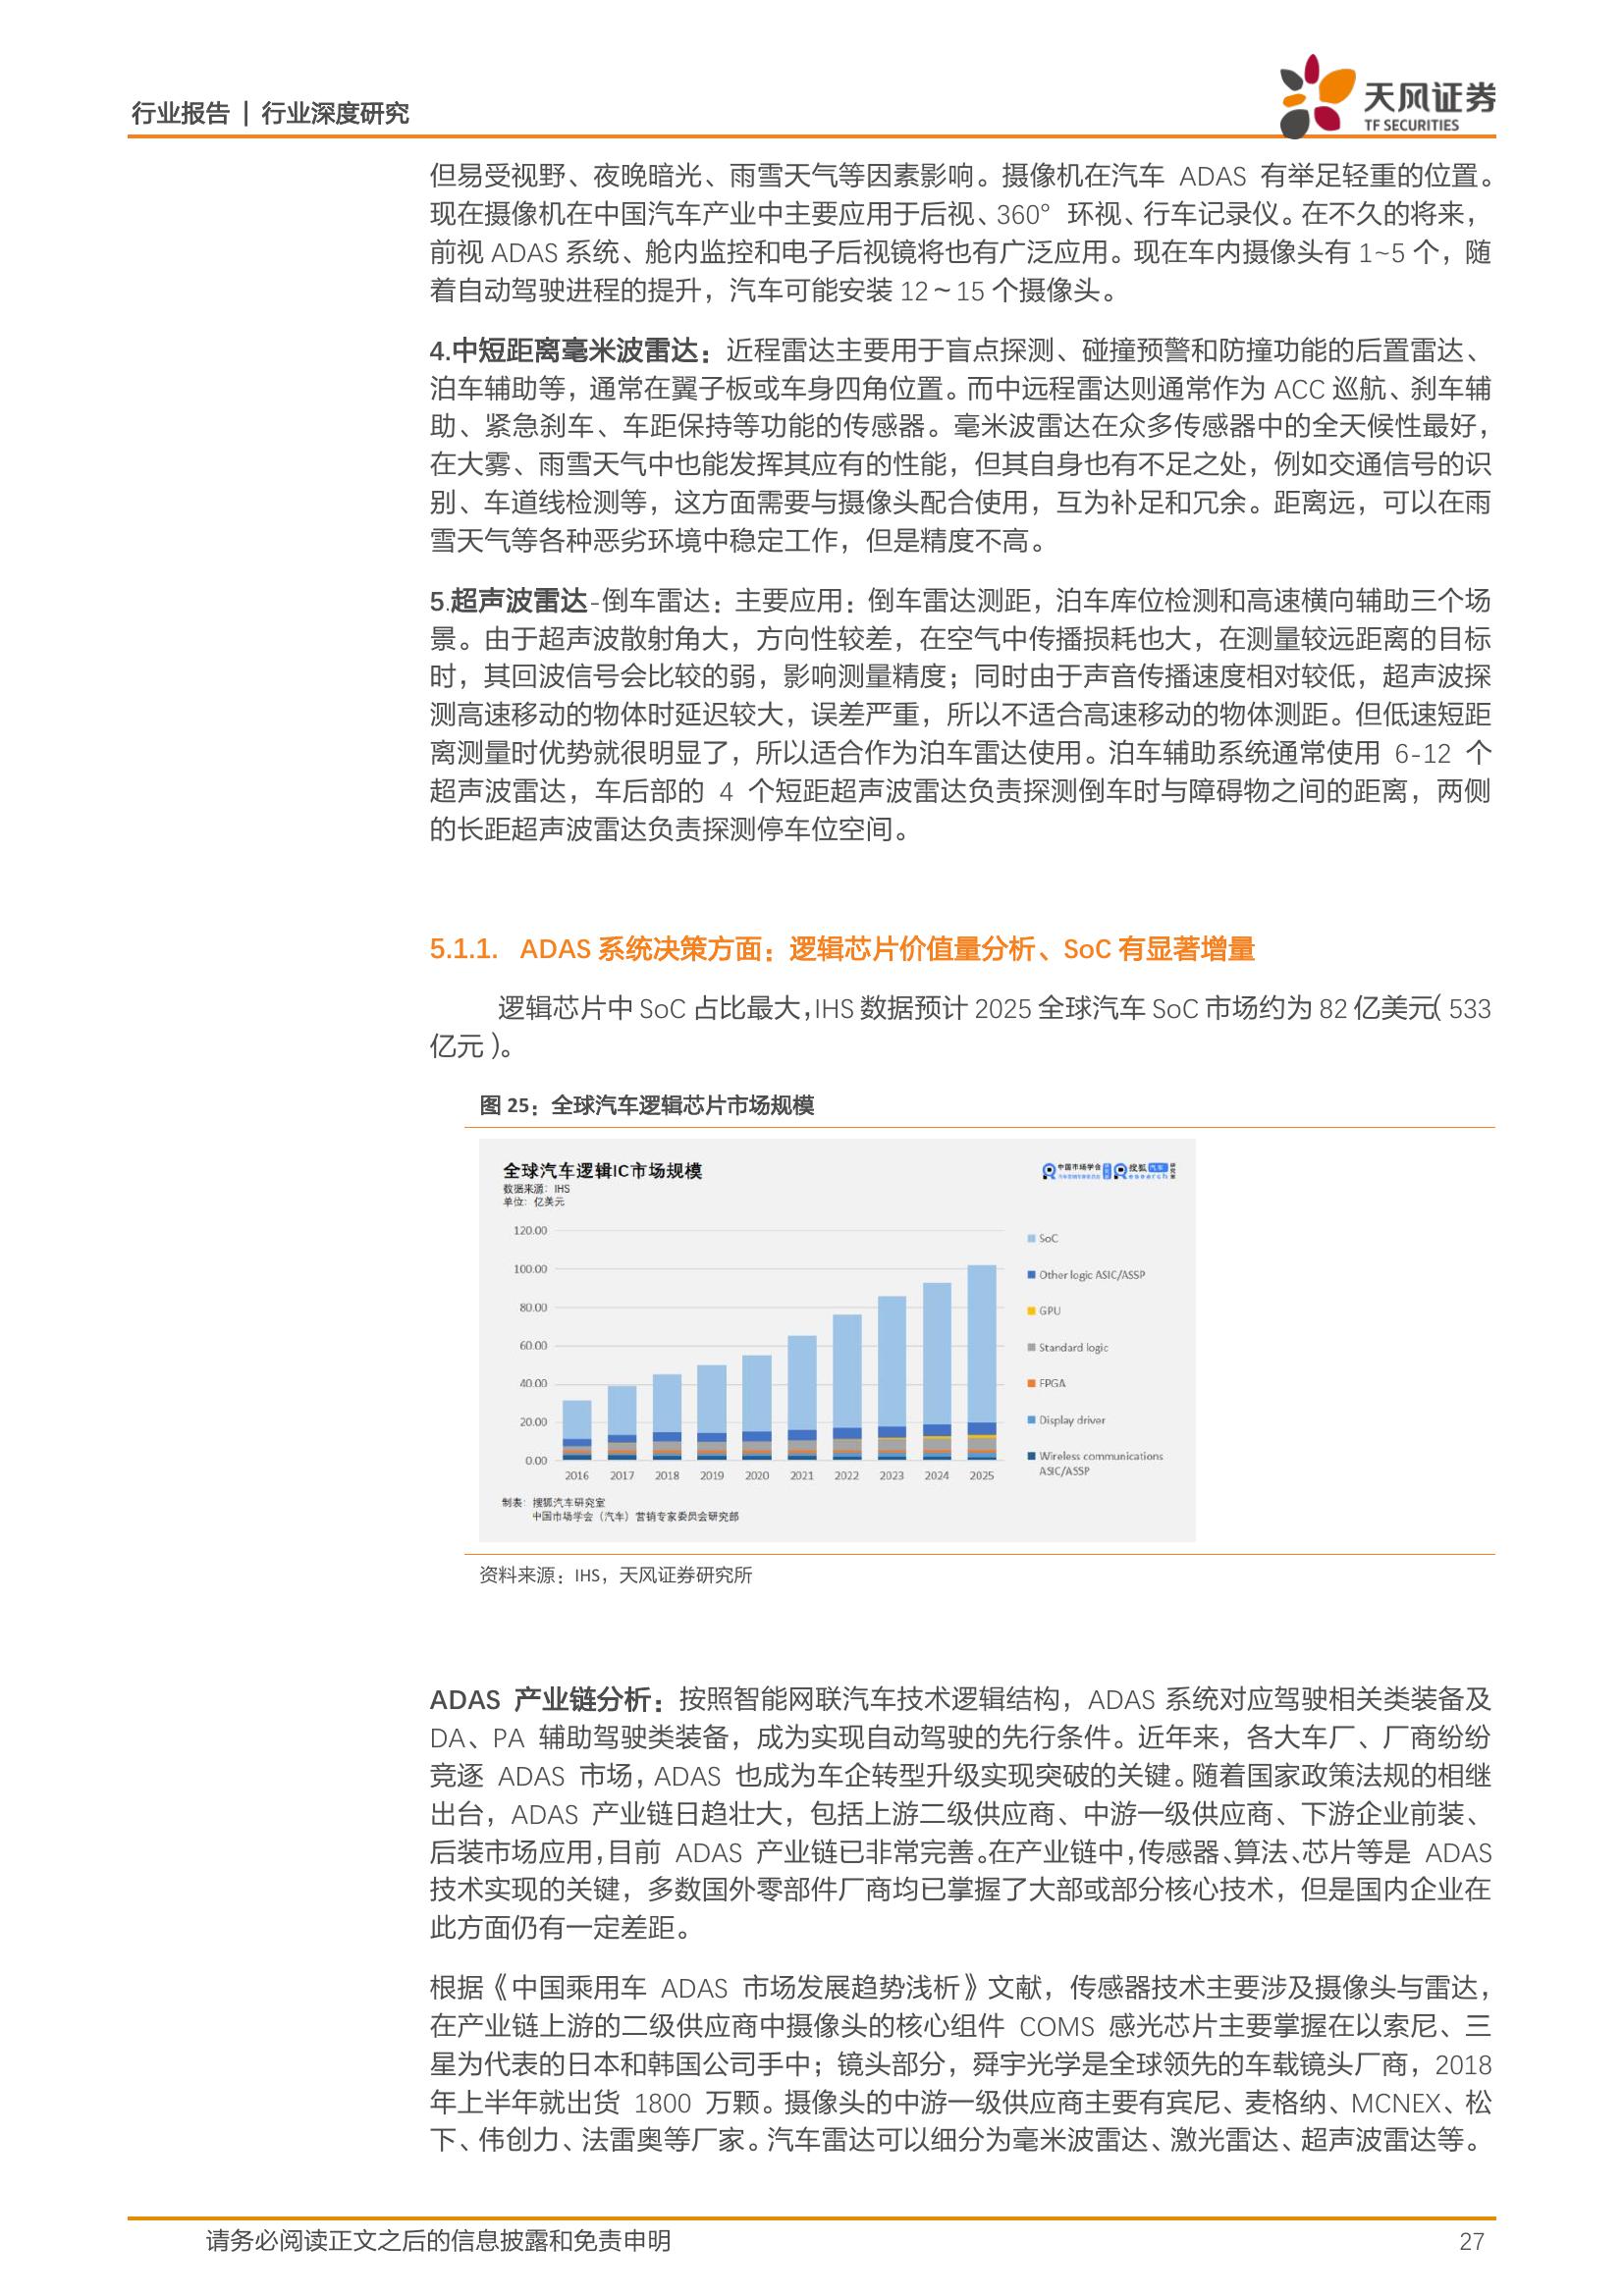 行业报告 | 行业深度研究
天风证券
TF SECURITIES
但易受视野、夜晚暗光、雨雪天气等因素影响。摄像机在汽车 ADAS 有举足轻重的位置。
现在摄像机在中国汽车产业中主要应用于后视、360° 环视、行车记录仪。在不久的将来，
前视 ADAS 系统、舱内监控和电子后视镜将也有广泛应用。现在车内摄像头有 1~5 个，随
着自动驾驶进程的提升，汽车可能安装 12～15 个摄像头。
4.中短距离毫米波雷达：近程雷达主要用于盲点探测、碰撞预警和防撞功能的后置雷达、
泊车辅助等，通常在翼子板或车身四角位置。而中远程雷达则通常作为 ACC 巡航、刹车辅
助、紧急刹车、车距保持等功能的传感器。毫米波雷达在众多传感器中的全天候性最好，
在大雾、雨雪天气中也能发挥其应有的性能，但其自身也有不足之处，例如交通信号的识
别、车道线检测等，这方面需要与摄像头配合使用，互为补足和冗余。距离远，可以在雨
雪天气等各种恶劣环境中稳定工作，但是精度不高。
5.超声波雷达-倒车雷达：主要应用：倒车雷达测距，泊车库位检测和高速横向辅助三个场
景。由于超声波散射角大，方向性较差，在空气中传播损耗也大，在测量较远距离的目标
时，其回波信号会比较的弱，影响测量精度；同时由于声音传播速度相对较低，超声波探
测高速移动的物体时延迟较大，误差严重，所以不适合高速移动的物体测距。但低速短距
离测量时优势就很明显了，所以适合作为泊车雷达使用。泊车辅助系统通常使用 6-12 个
超声波雷达，车后部的 4 个短距超声波雷达负责探测倒车时与障碍物之间的距离，两侧
的长距超声波雷达负责探测停车位空间。
5.1.1. ADAS 系统决策方面：逻辑芯片价值量分析、SoC 有显著增量
逻辑芯片中 SoC 占比最大，IHS 数据预计 2025 全球汽车 SoC 市场约为 82 亿美元（533
亿元）。
图 25：全球汽车逻辑芯片市场规模
全球汽车逻辑IC市场规模
数据来源：IHS
单位：亿美元
中国市场学会
搜狐 汽车
120.00
100.00
80.00
60.00
40.00
20.00
0.00
2016 2017 2018 2019 2020 2021 2022 2023 2024 2025
SoC
Other logic ASIC/ASSP
GPU
Standard logic
FPGA
Display driver
Wireless communications
ASIC/ASSP
制表：搜狐汽车研究室
中国市场学会（汽车）营销专家委员会研究部
资料来源：IHS，天风证券研究所
ADAS 产业链分析：按照智能网联汽车技术逻辑结构，ADAS 系统对应驾驶相关类装备及
DA、PA 辅助驾驶类装备，成为实现自动驾驶的先行条件。近年来，各大车厂、厂商纷纷
竞逐 ADAS 市场，ADAS 也成为车企转型升级实现突破的关键。随着国家政策法规的相继
出台，ADAS 产业链日趋壮大，包括上游二级供应商、中游一级供应商、下游企业前装、
后装市场应用，目前 ADAS 产业链已非常完善。在产业链中，传感器、算法、芯片等是 ADAS
技术实现的关键，多数国外零部件厂商均已掌握了大部或部分核心技术，但是国内企业在
此方面仍有一定差距。
根据《中国乘用车 ADAS 市场发展趋势浅析》文献，传感器技术主要涉及摄像头与雷达，
在产业链上游的二级供应商中摄像头的核心组件 COMS 感光芯片主要掌握在以索尼、三
星为代表的日本和韩国公司手中；镜头部分，舜宇光学是全球领先的车载镜头厂商，2018
年上半年就出货 1800 万颗。摄像头的中游一级供应商主要有宾尼、麦格纳、MCNEX、松
下、伟创力、法雷奥等厂家。汽车雷达可以细分为毫米波雷达、激光雷达、超声波雷达等。
请务必阅读正文之后的信息披露和免责申明
27